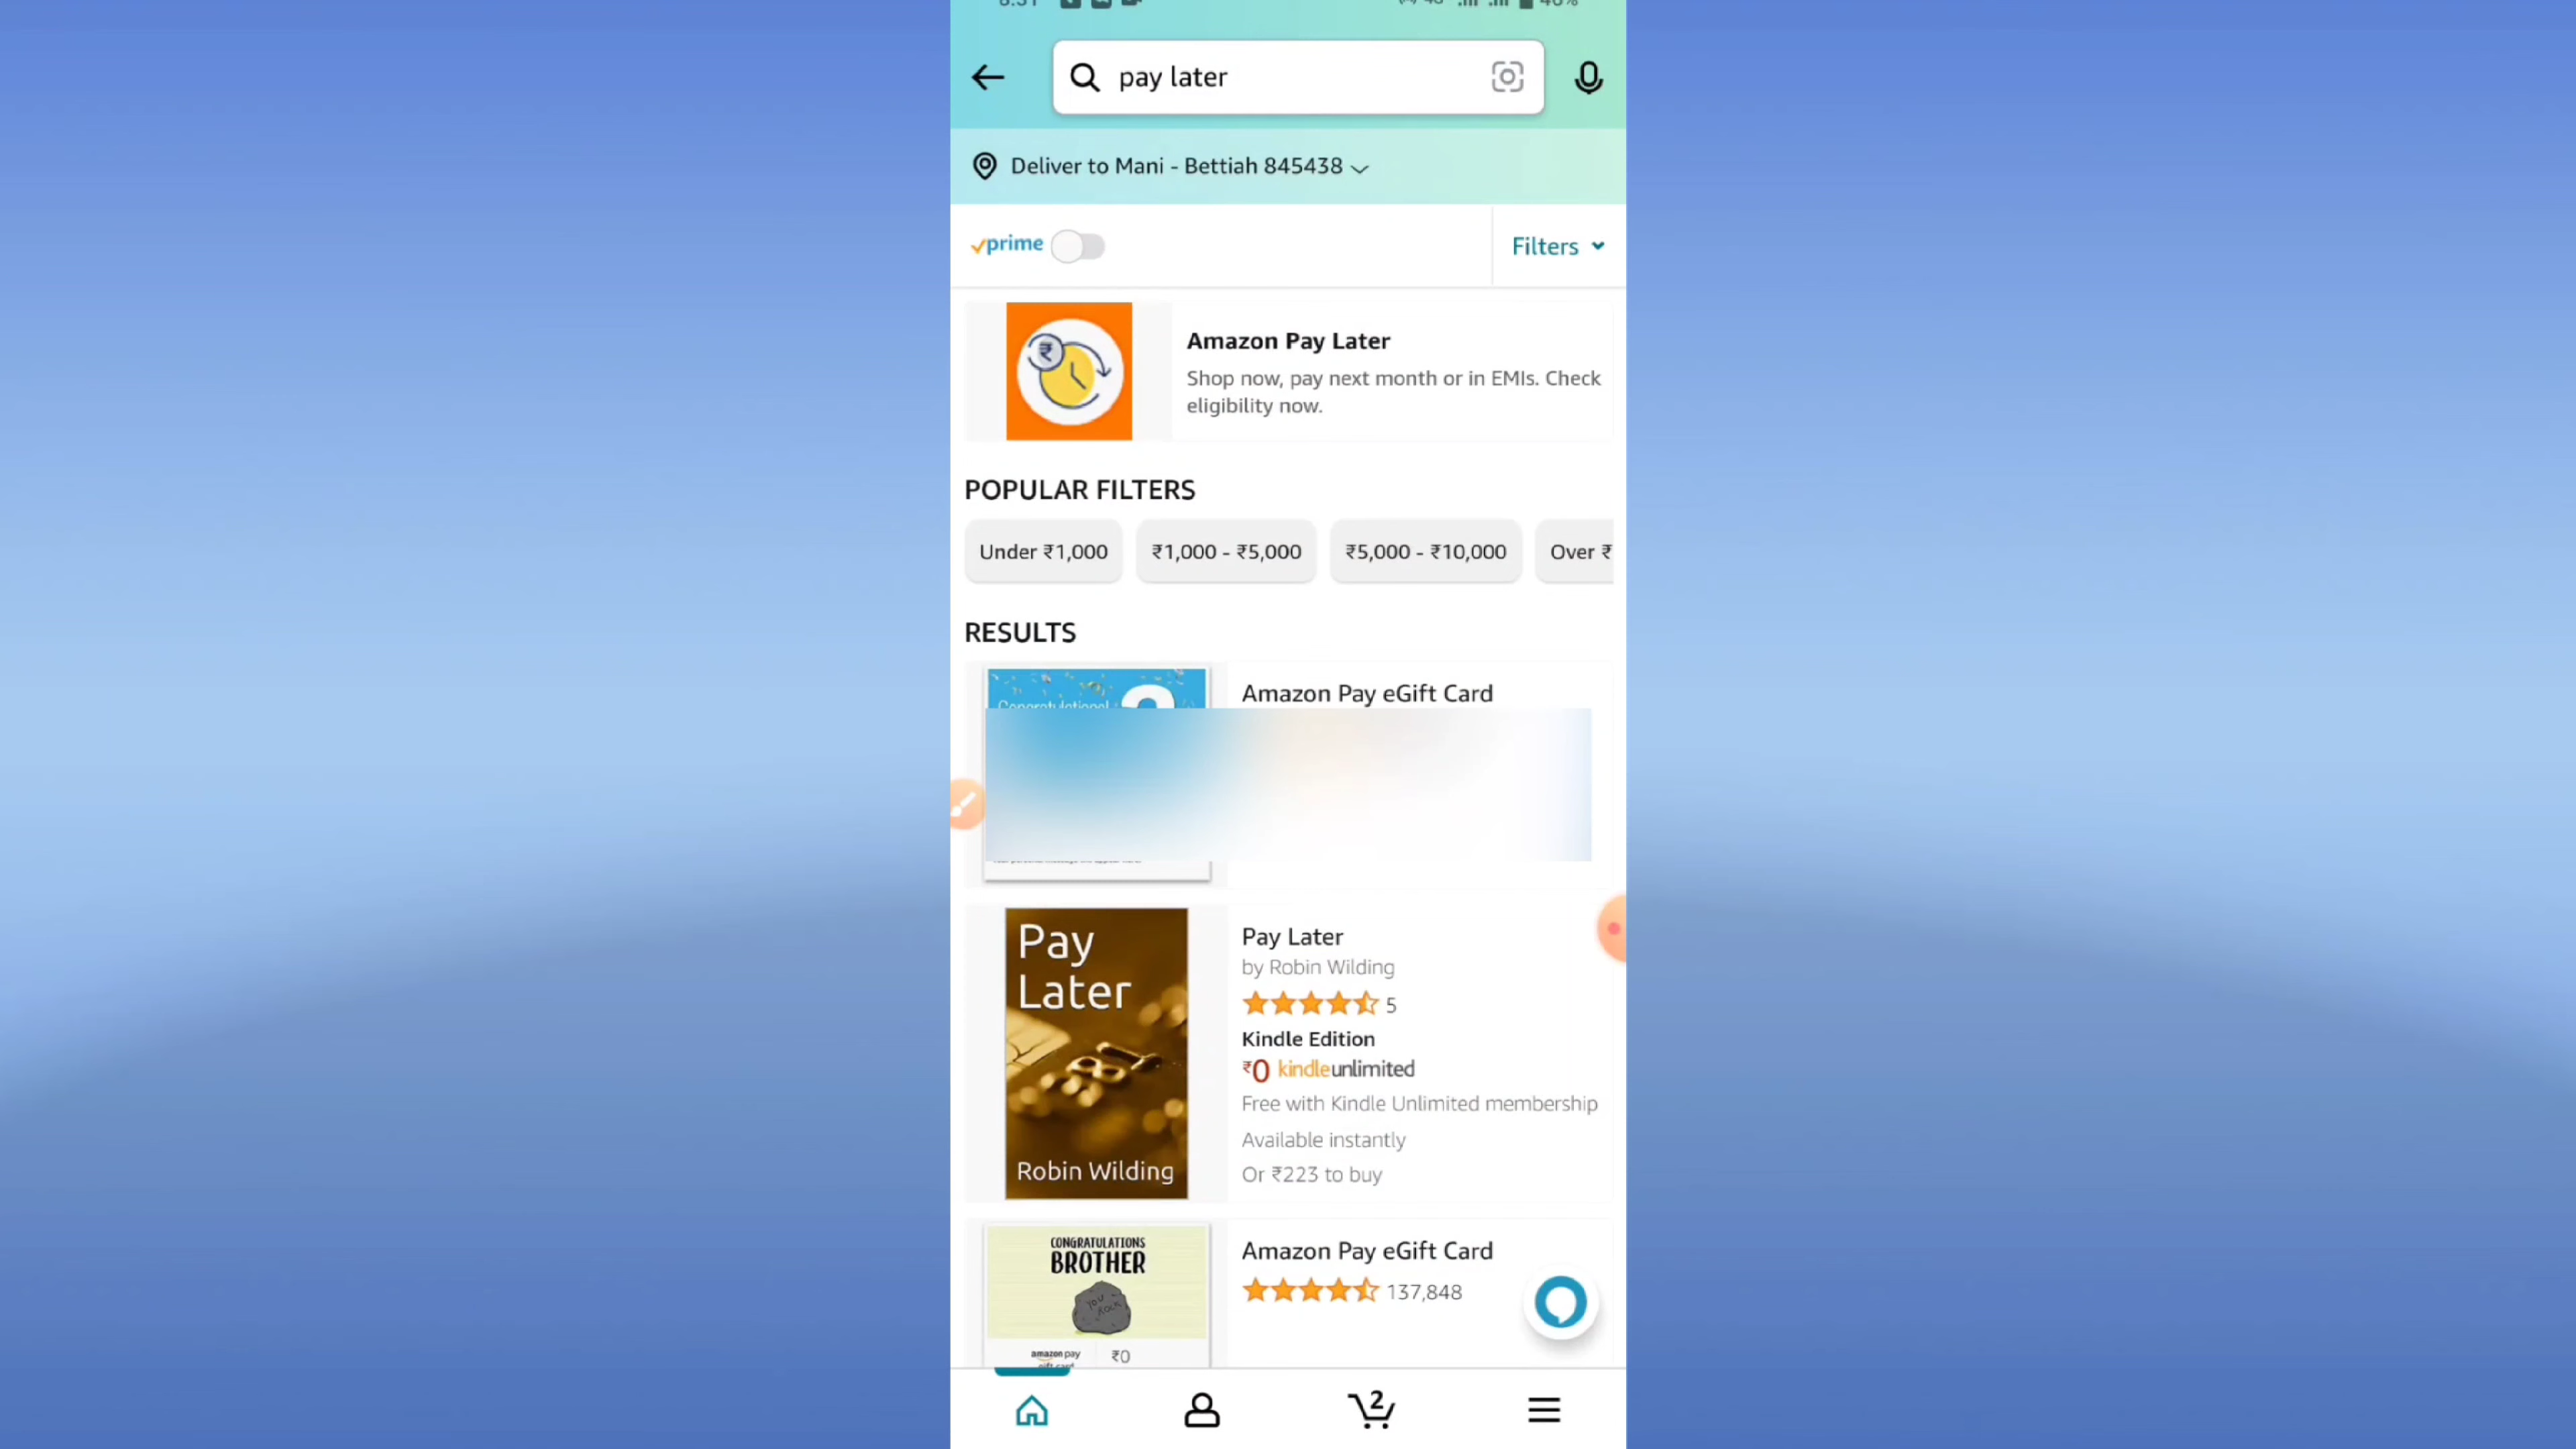 pay later
Deliver to Mani - Bettiah 845438
prime
Filters
Amazon Pay Later
Shop now, pay next month or in EMIs. Check
eligibility now.
POPULAR FILTERS
Under ₹1,000
₹1,000 - ₹5,000
₹5,000 - ₹10,000
Over ₹
RESULTS
Amazon Pay eGift Card
Pay
Later
Robin Wilding
Pay Later
by Robin Wilding
5
Kindle Edition
₹0 kindleunlimited
Free with Kindle Unlimited membership
Available instantly
Or ₹223 to buy
CONGRATULATIONS
BROTHER
YOU
ROCK
amazon pay
₹0
Amazon Pay eGift Card
137,848
2